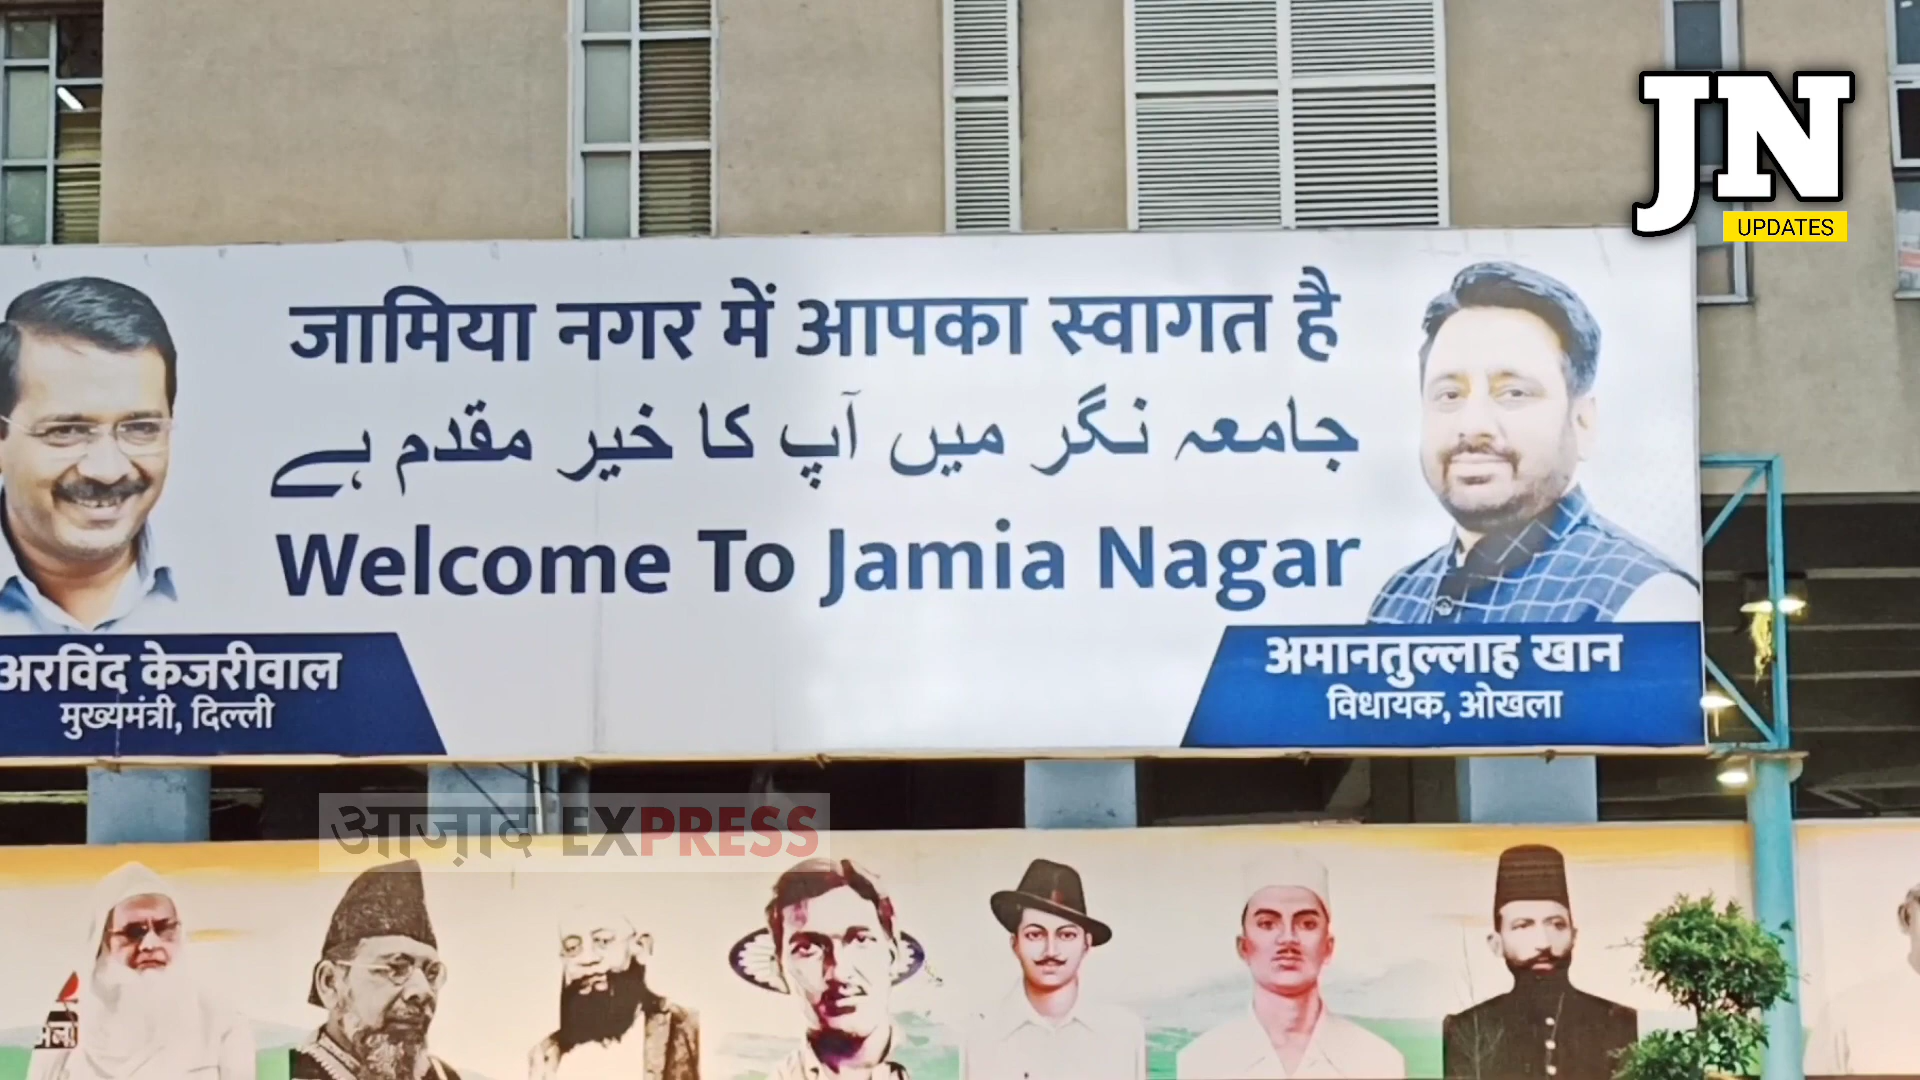 JN
UPDATES
जामिया नगर में आपका स्वागत है
جامعہ نگر میں آپ کا خیر مقدم ہے
Welcome To Jamia Nagar
अरविंद केजरीवाल
मुख्यमंत्री, दिल्ली
अमानतुल्लाह खान
विधायक, ओखला
आज़ाद EXPRESS